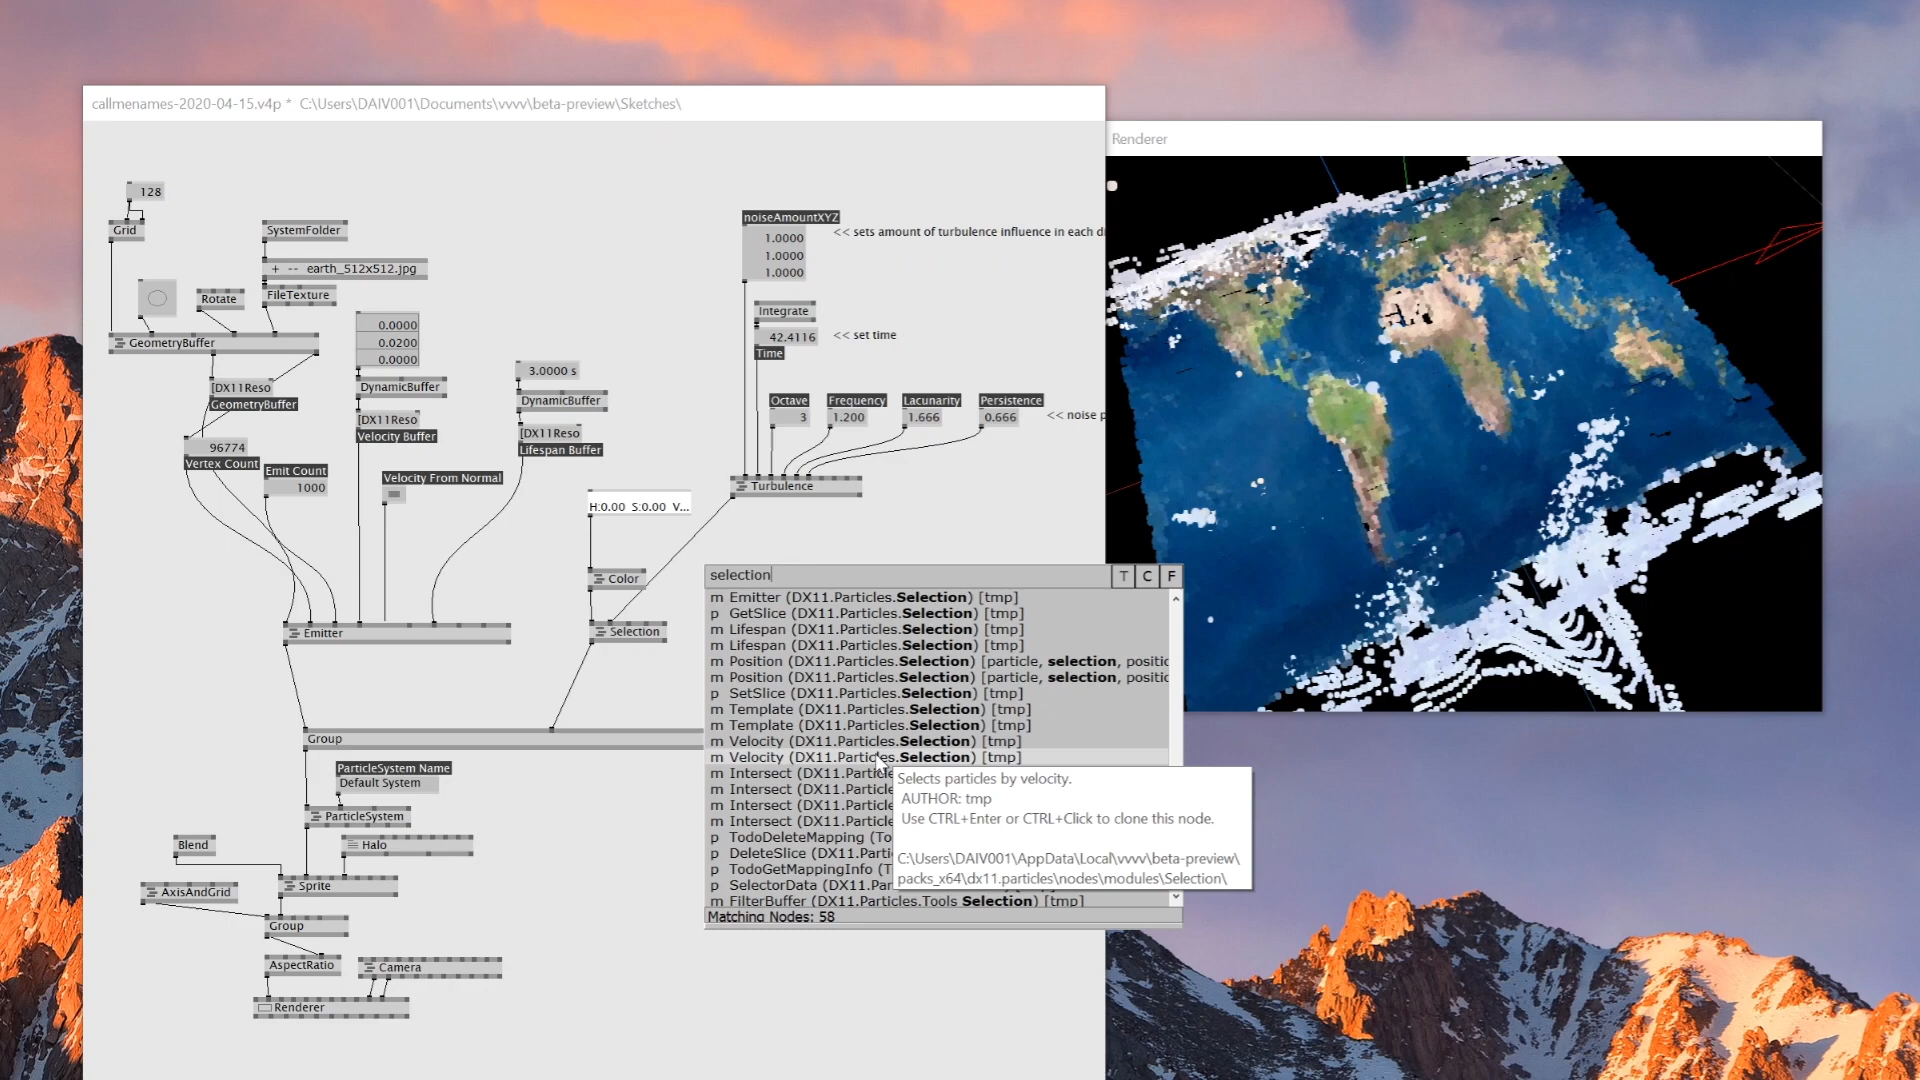 callmenames-2020-04-15.v4p * C:\Users\DAIV001\Documents\vvvv\beta-preview\Sketches\
Renderer
128
Grid
SystemFolder
+ -- earth_512x512.jpg
Rotate
FileTexture
GeometryBuffer
[DX11Reso
GeometryBuffer
96774
Vertex Count
Emit Count
1000
0.0000
0.0200
0.0000
DynamicBuffer
[DX11Reso
Velocity Buffer
Velocity From Normal
3.0000 s
DynamicBuffer
[DX11Reso
Lifespan Buffer
noiseAmountXYZ
<< sets amount of turbulence influence in each di
1.0000
1.0000
1.0000
Integrate
42.4116
<< set time
Time
Octave
Frequency
Lacunarity
Persistence
3
1.200
1.666
0.666
<< noise p
Turbulence
H:0.00 S:0.00 V...
Color
Selection
Emitter
Group
ParticleSystem Name
Default System
ParticleSystem
Blend
Halo
AxisAndGrid
Sprite
Group
AspectRatio
Camera
Renderer
selection
T C F
m Emitter (DX11.Particles.Selection) [tmp]
p GetSlice (DX11.Particles.Selection) [tmp]
m Lifespan (DX11.Particles.Selection) [tmp]
m Lifespan (DX11.Particles.Selection) [tmp]
m Position (DX11.Particles.Selection) [particle, selection, positic
m Position (DX11.Particles.Selection) [particle, selection, positic
p SetSlice (DX11.Particles.Selection) [tmp]
m Template (DX11.Particles.Selection) [tmp]
m Template (DX11.Particles.Selection) [tmp]
m Velocity (DX11.Particles.Selection) [tmp]
m Velocity (DX11.Particles.Selection) [tmp]
m Intersect (DX11.Particle
m Intersect (DX11.Particle
m Intersect (DX11.Particle
m Intersect (DX11.Particle
p TodoDeleteMapping (To
p DeleteSlice (DX11.Parti
p TodoGetMappingInfo (T
p SelectorData (DX11.Par
m FilterBuffer (DX11.Particles.Tools Selection) [tmp]
Matching Nodes: 58
Selects particles by velocity.
AUTHOR: tmp
Use CTRL+Enter or CTRL+Click to clone this node.
C:\Users\DAIV001\AppData\Local\vvvv\beta-preview\
packs_x64\dx11.particles\nodes\modules\Selection\